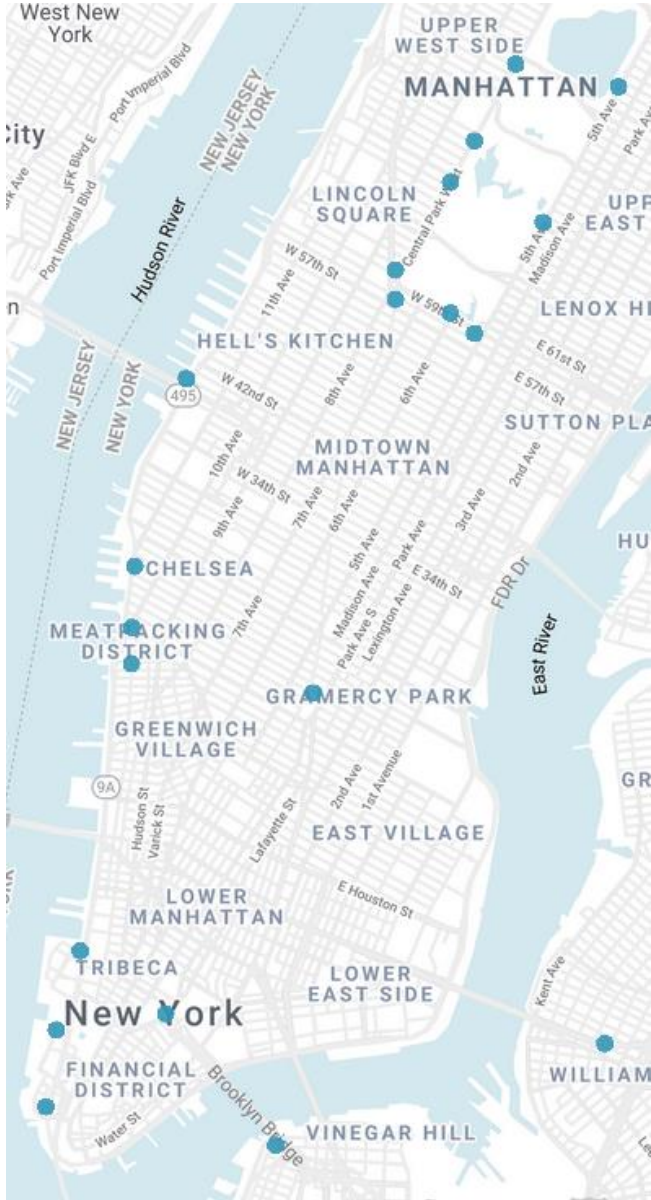 West New
York
UPPER
WEST SIDE
MANHATTAN
Port Imperial Blvd
City
JFK Blvd E
Port Imperial Blvd
NEW JERSEY
NEW YORK
5th Ave
Park Av
Hudson River
LINCOLN
SQUARE
Central Park West
UPP
EAST
5th Ave
Madison Ave
W 57th St
11th Ave
W 59th St
LENOX HI
n
HELL'S KITCHEN
E 61st St
NEW JERSEY
NEW YORK
495
W 42nd St
8th Ave
6th Ave
E 57th St
SUTTON PLA
MIDTOWN
MANHATTAN
10th Ave
W 34th St
9th Ave
7th Ave
6th Ave
2nd Ave
3rd Ave
5th Ave
Park Ave
HU
CHELSEA
E 34th St
FDR Dr
Madison Ave
Park Ave S
Lexington Ave
7th Ave
MEATPACKING
DISTRICT
East River
GRAMERCY PARK
GREENWICH
VILLAGE
9A
Hudson St
Varick St
Lafayette St
2nd Ave
1st Avenue
GR
EAST VILLAGE
LOWER
MANHATTAN
E Houston St
TRIBECA
LOWER
EAST SIDE
Kent Ave
New York
FINANCIAL
DISTRICT
Water St
Brooklyn Bridge
WILLIAM
VINEGAR HILL